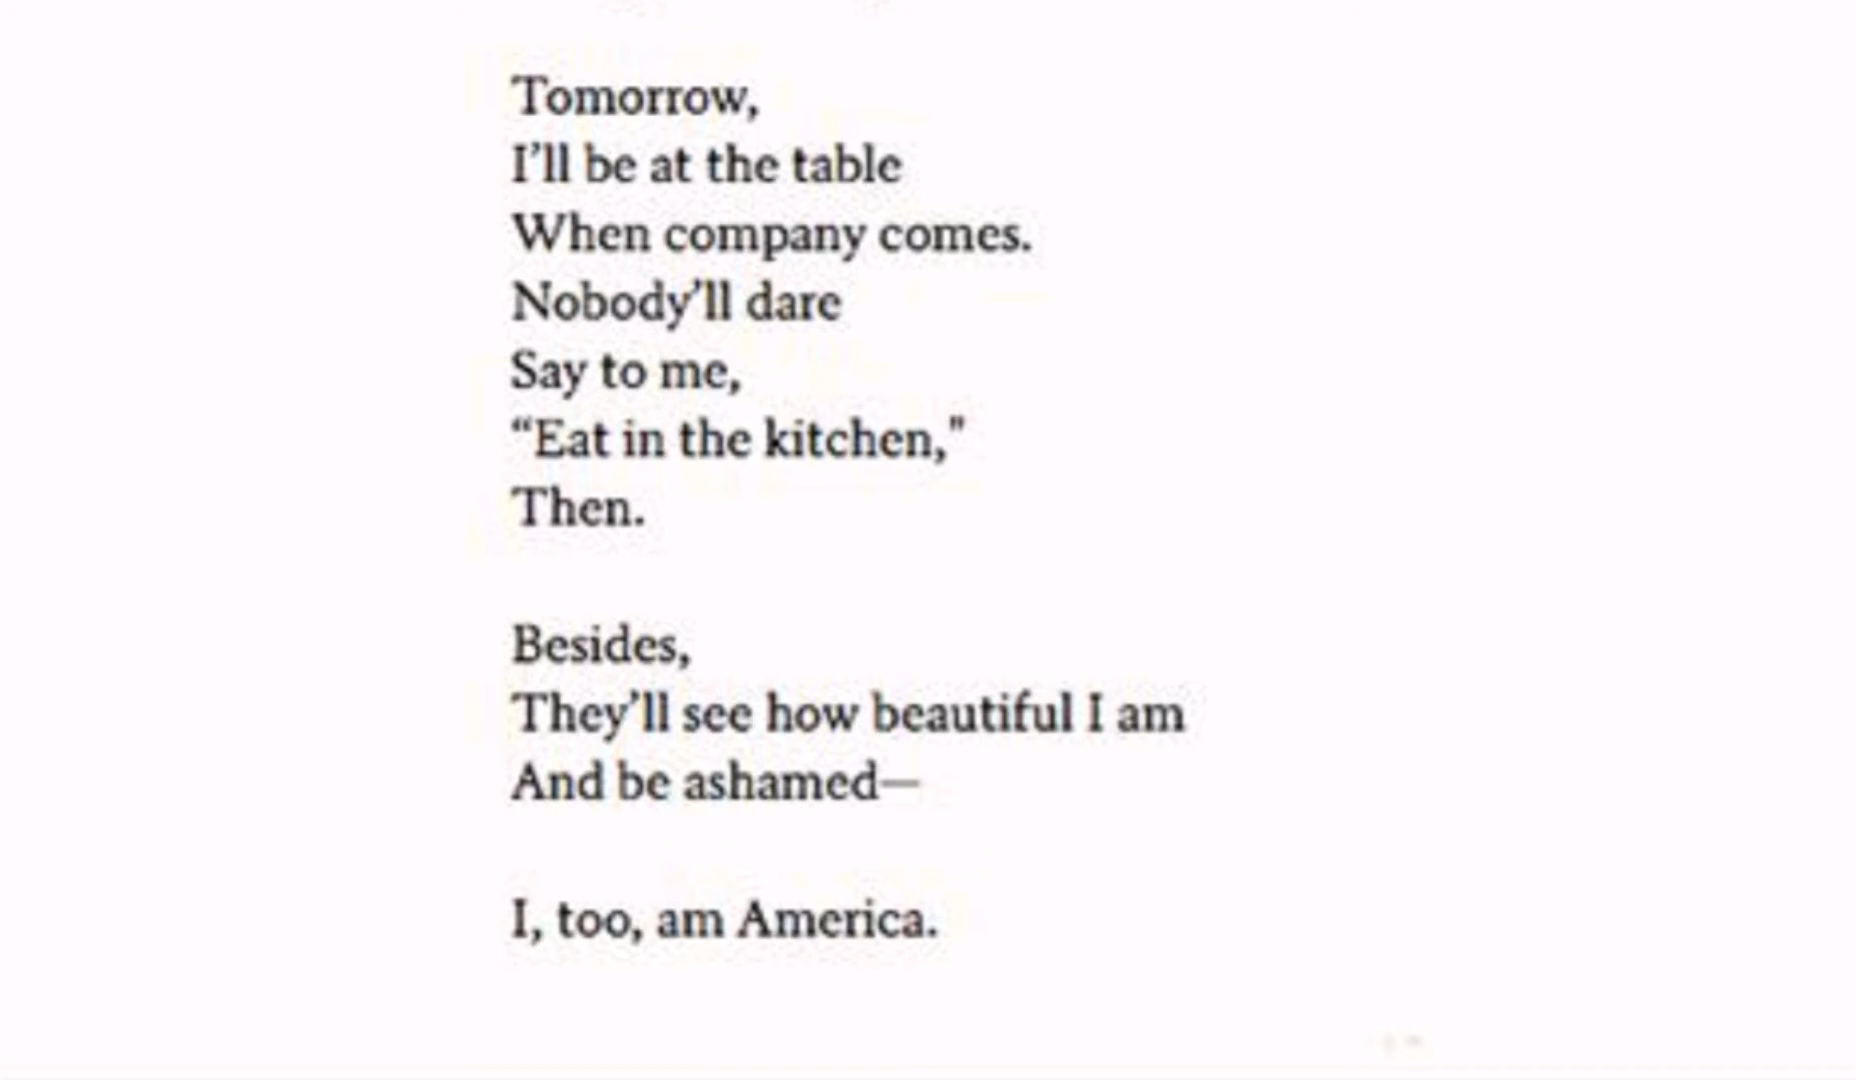 Tomorrow,
I’ll be at the table
When company comes.
Nobody’ll dare
Say to me,
“Eat in the kitchen,"
Then.

Besides,
They’ll see how beautiful I am
And be ashamed—

I, too, am America.